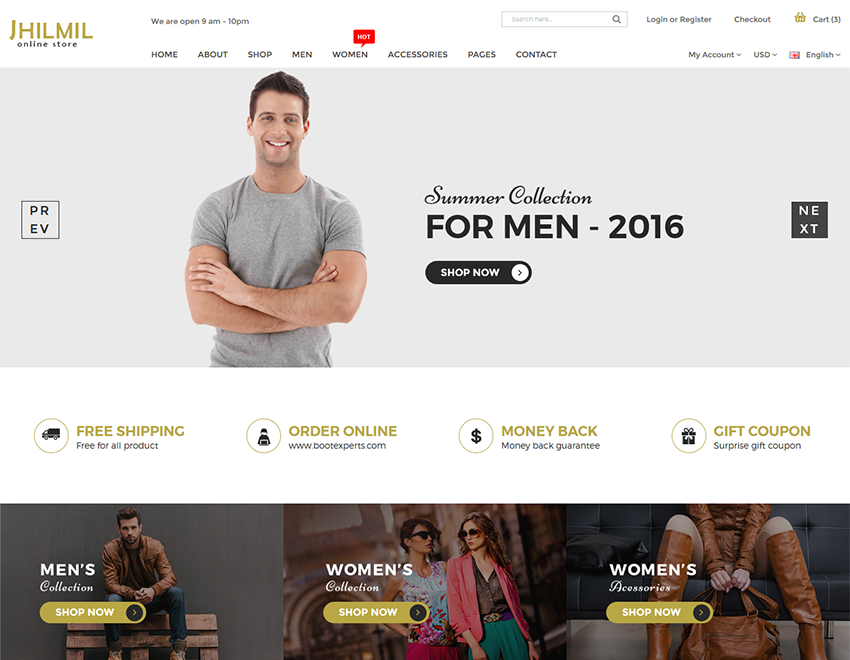 JHILMIL
online store
We are open 9 am - 10pm
Search here..
Login or Register
Checkout
Cart (3)
HOT
HOME ABOUT SHOP MEN WOMEN ACCESSORIES PAGES CONTACT
My Account
USD
English
PR
EV
Summer Collection
FOR MEN - 2016
SHOP NOW
NE
XT
FREE SHIPPING
Free for all product
ORDER ONLINE
www.bootexperts.com
MONEY BACK
Money back guarantee
GIFT COUPON
Surprise gift coupon
MEN'S
Collection
SHOP NOW
WOMEN'S
Collection
SHOP NOW
WOMEN'S
Acessories
SHOP NOW